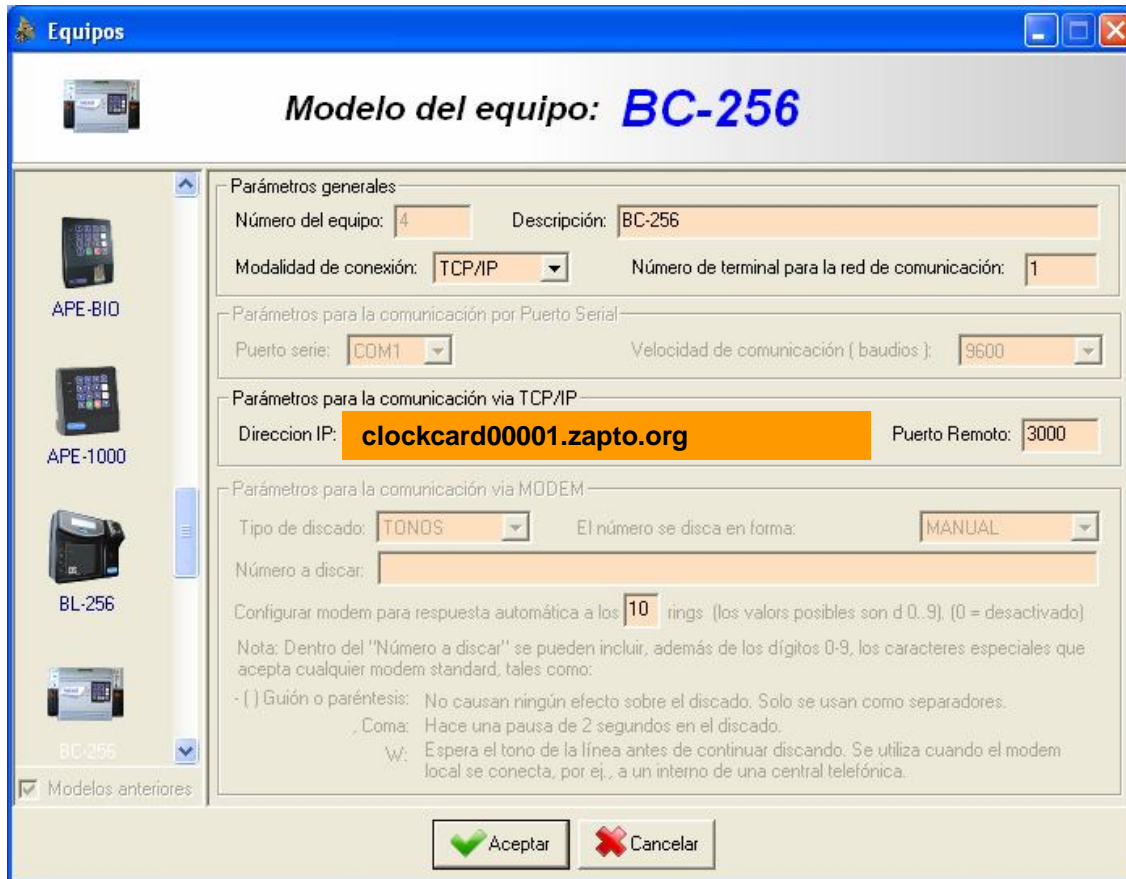 Equipos
Modelo del equipo: BC-256
APE-BIO
APE-1000
BL-256
BC-256
Modelos anteriores
Parámetros generales
Número del equipo: 4 Descripción: BC-256
Modalidad de conexión: TCP/IP Número de terminal para la red de comunicación: 1
Parámetros para la comunicación por Puerto Serial
Puerto serie: COM1 Velocidad de comunicación ( baudios ): 9600
Parámetros para la comunicación via TCP/IP
Direccion IP: clockcard00001.zapto.org Puerto Remoto: 3000
Parámetros para la comunicación via MODEM
Tipo de discado: TONOS El número se disca en forma: MANUAL
Número a discar:
Configurar modem para respuesta automática a los 10 rings (los valors posibles son d 0..9), (0 = desactivado)
Nota: Dentro del "Número a discar" se pueden incluir, además de los dígitos 0-9, los caracteres especiales que
acepta cualquier modem standard, tales como:
- ( ) Guión o paréntesis: No causan ningún efecto sobre el discado. Solo se usan como separadores.
, Coma: Hace una pausa de 2 segundos en el discado.
W: Espera el tono de la línea antes de continuar discando. Se utiliza cuando el modem
local se conecta, por ej., a un interno de una central telefónica.
Aceptar Cancelar